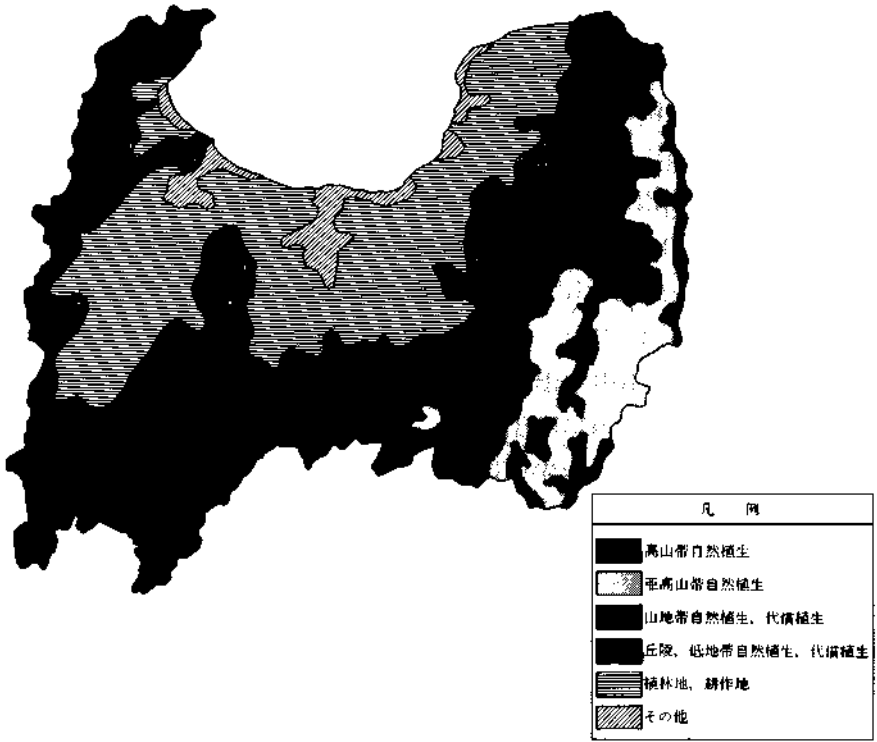 凡 例
高山帯自然植生
亜高山帯自然植生
山地帯自然植生、代償植生
丘陵、低地帯自然植生、代償植生
植林地、耕作地
その他